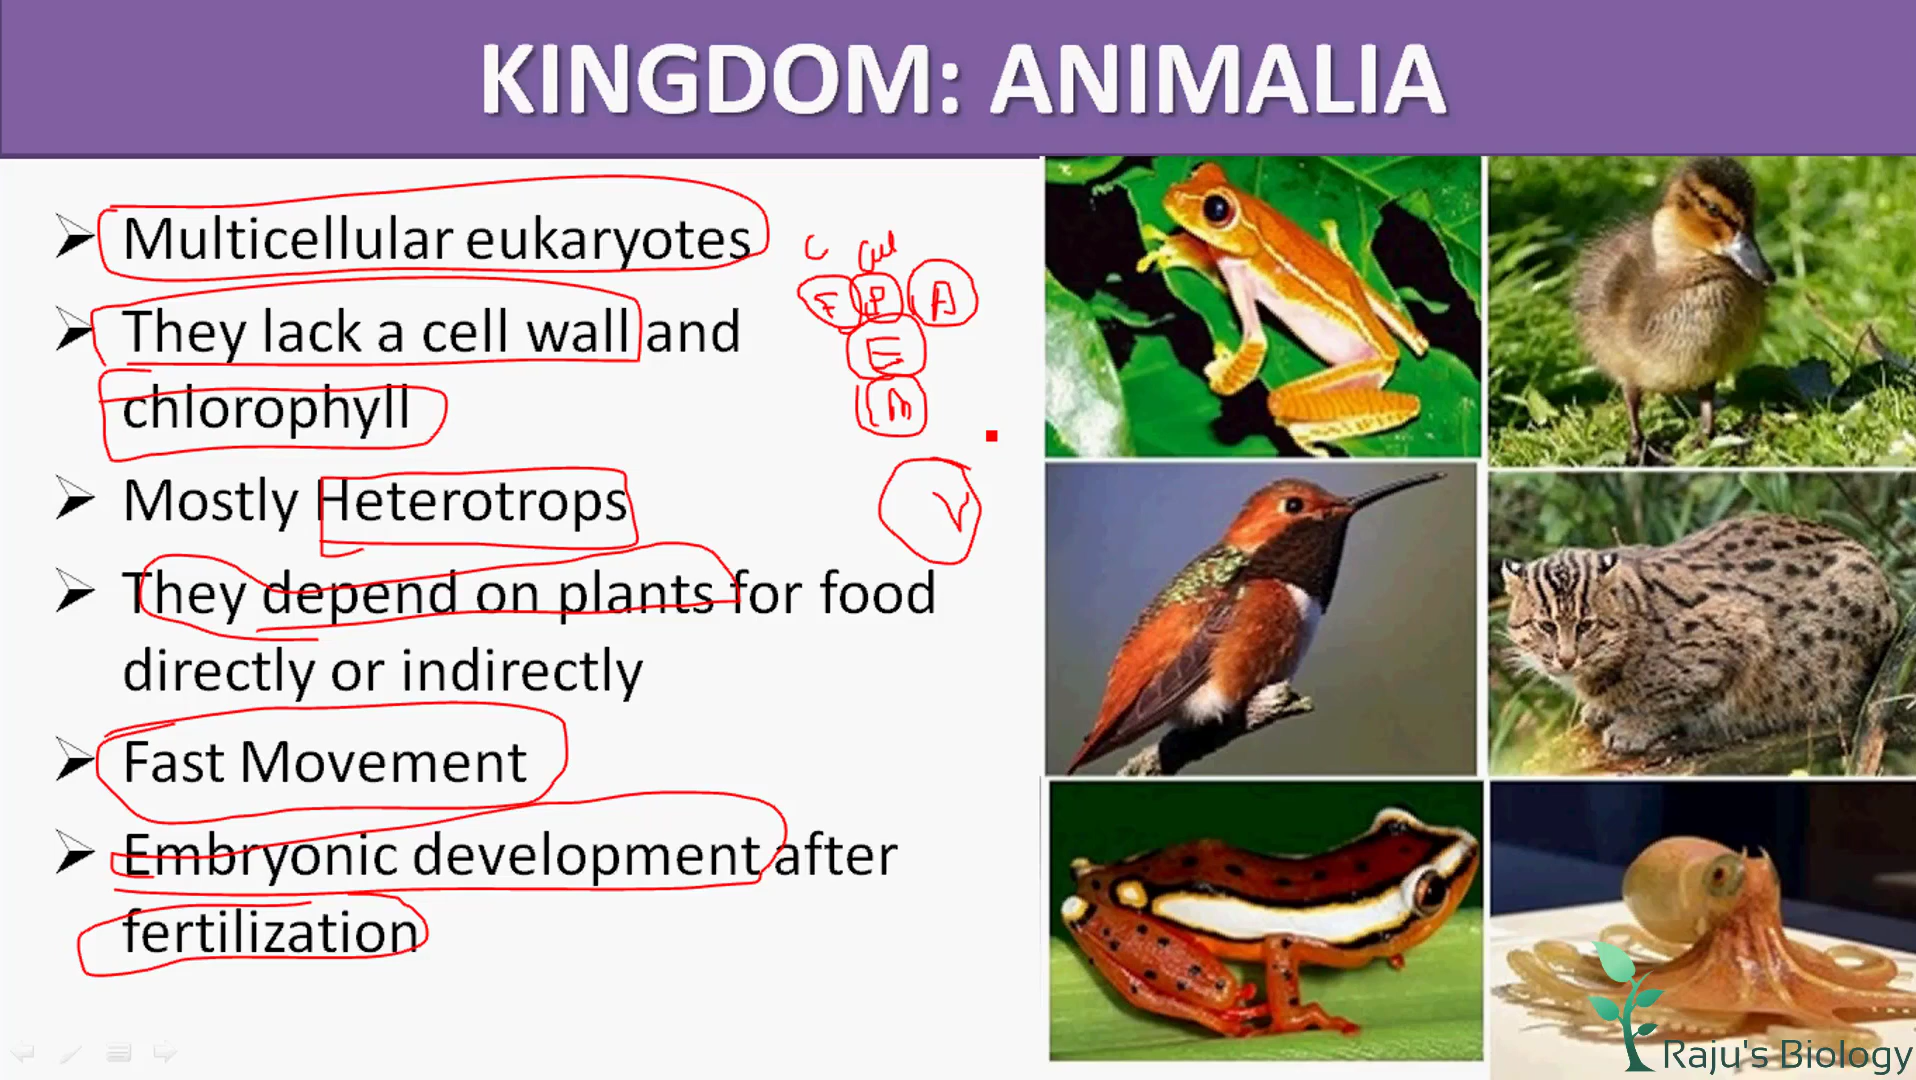 KINGDOM: ANIMALIA
Multicellular eukaryotes
They lack a cell wall and
chlorophyll
Mostly Heterotrops
They depend on plants for food
directly or indirectly
Fast Movement
Embryonic development after
fertilization
C
F P A
E
M
V
Raju's Biology